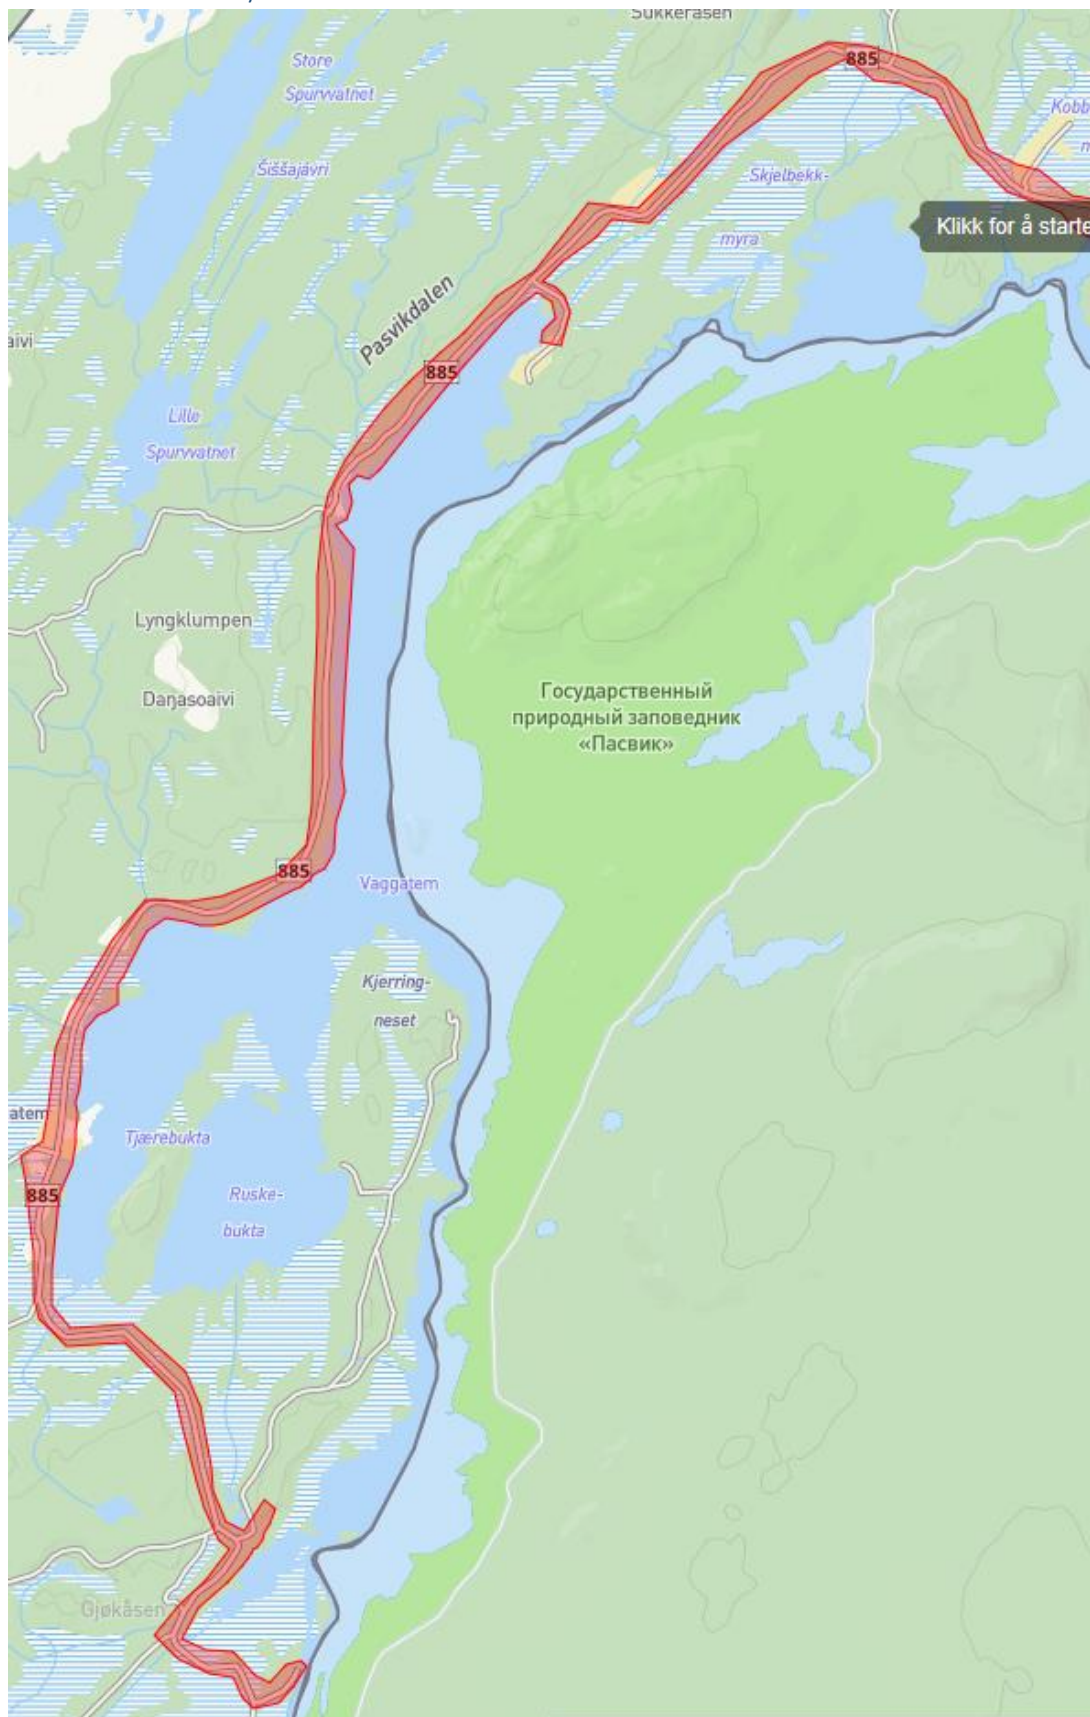 Sukkeråsen
885
Store
Spurvvatnet
Kobb
Šiššajávri
Skjelbekk-
myra
Klikk for å starte
Pasvikdalen
aivi
885
Lille
Spurvvatnet
Lyngklumpen
Daŋasoaivi
Государственный
природный заповедник
«Пасвик»
885
Vaggatem
Kjerring-
neset
atem
Tjærebukta
885
Ruske-
bukta
Gjøkåsen